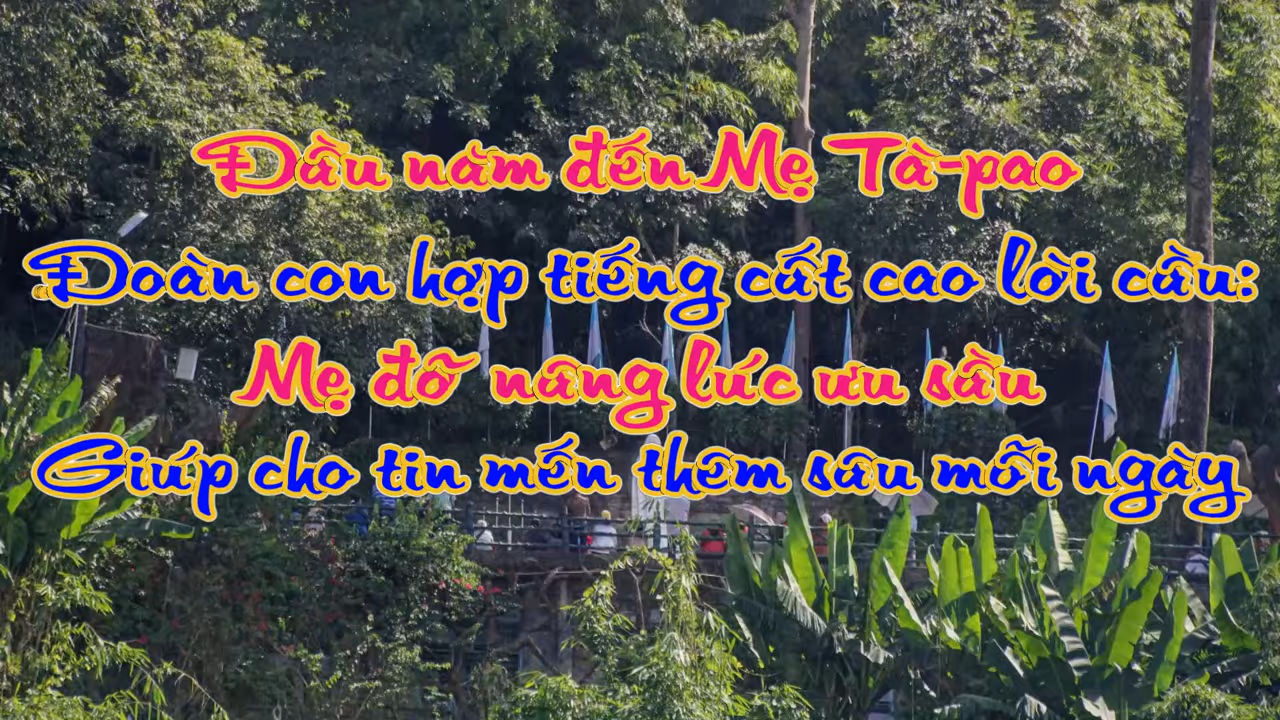 Đầu năm đến Mẹ Tà-pao
Đoàn con hợp tiếng cất cao lời cầu:
Mẹ đỡ nâng lúc ưu sầu
Giúp cho tin mến thêm sâu mỗi ngày